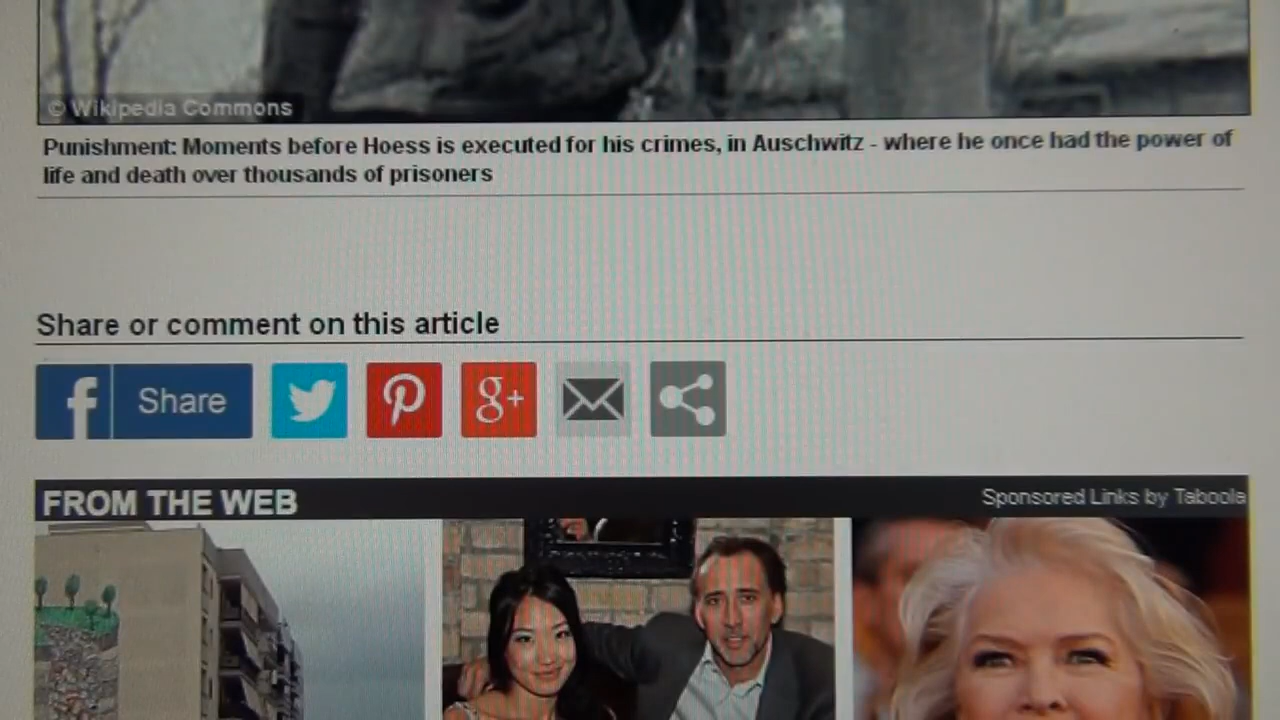 © Wikipedia Commons
Punishment: Moments before Hoess is executed for his crimes, in Auschwitz - where he once had the power of
life and death over thousands of prisoners
Share or comment on this article
f Share
g+
FROM THE WEB
Sponsored Links by Taboola